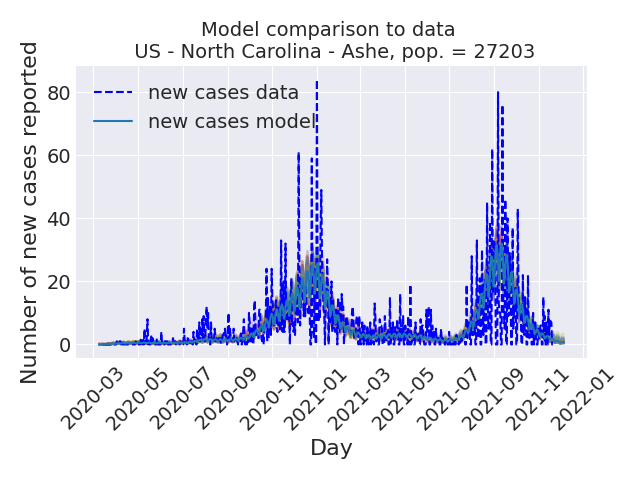 Model comparison to data
US - North Carolina - Ashe, pop. = 27203
Number of new cases reported
80
60
40
20
0
new cases data
new cases model
2020-03
2020-05
2020-07
2020-09
2020-11
2021-01
2021-03
2021-05
2021-07
2021-09
2021-11
2022-01
Day